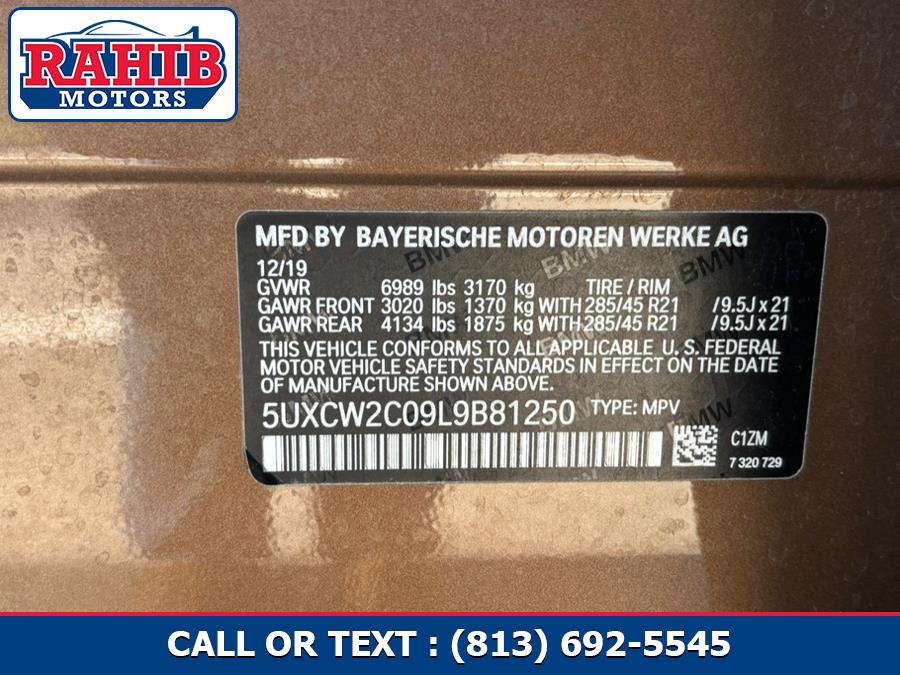 RAHIB
MOTORS
MFD BY BAYERISCHE MOTOREN WERKE AG
12/19
GVWR 6989 lbs 3170 kg TIRE / RIM
GAWR FRONT 3020 lbs 1370 kg WITH 285/45 R21 /9.5J x 21
GAWR REAR 4134 lbs 1875 kg WITH 285/45 R21 /9.5J x 21
THIS VEHICLE CONFORMS TO ALL APPLICABLE U.S. FEDERAL
MOTOR VEHICLE SAFETY STANDARDS IN EFFECT ON THE DATE
OF MANUFACTURE SHOWN ABOVE.
5UXCW2C09L9B81250 TYPE: MPV
C1ZM
7 320 729
CALL OR TEXT : (813) 692-5545